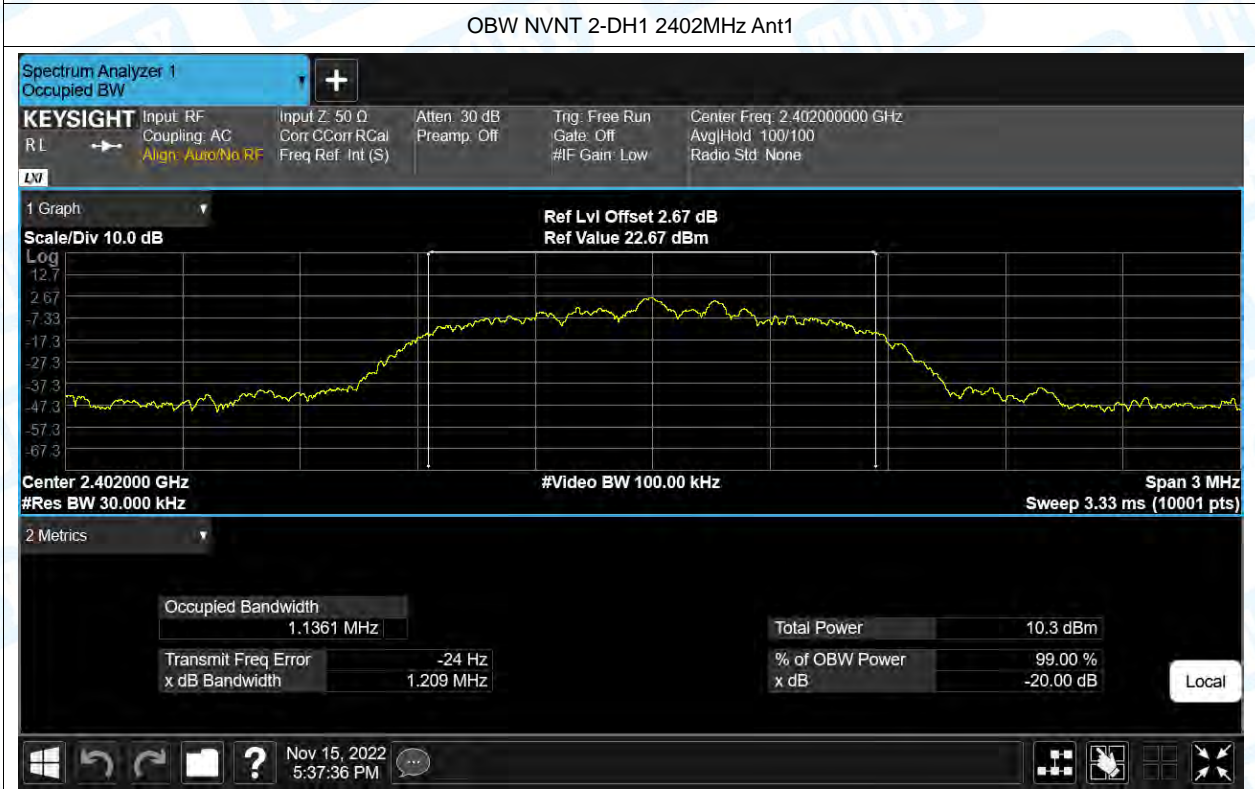 OBW NVNT 2-DH1 2402MHz Ant1
Spectrum Analyzer 1
Occupied BW
KEYSIGHT
R L
LXI
Input: RF
Coupling: AC
Align: Auto/No RF
Input Z: 50 Ω
Corr CCorr RCal
Freq Ref: Int (S)
Atten: 30 dB
Preamp: Off
Trig: Free Run
Gate: Off
#IF Gain: Low
Center Freq: 2.402000000 GHz
Avg|Hold: 100/100
Radio Std: None
1 Graph
Scale/Div 10.0 dB
Ref Lvl Offset 2.67 dB
Ref Value 22.67 dBm
Log
12.7
2.67
-7.33
-17.3
-27.3
-37.3
-47.3
-57.3
-67.3
Center 2.402000 GHz
#Res BW 30.000 kHz
#Video BW 100.00 kHz
Span 3 MHz
Sweep 3.33 ms (10001 pts)
2 Metrics
Occupied Bandwidth
1.1361 MHz
Transmit Freq Error -24 Hz
x dB Bandwidth 1.209 MHz
Total Power 10.3 dBm
% of OBW Power 99.00 %
x dB -20.00 dB
Local
?
Nov 15, 2022
5:37:36 PM